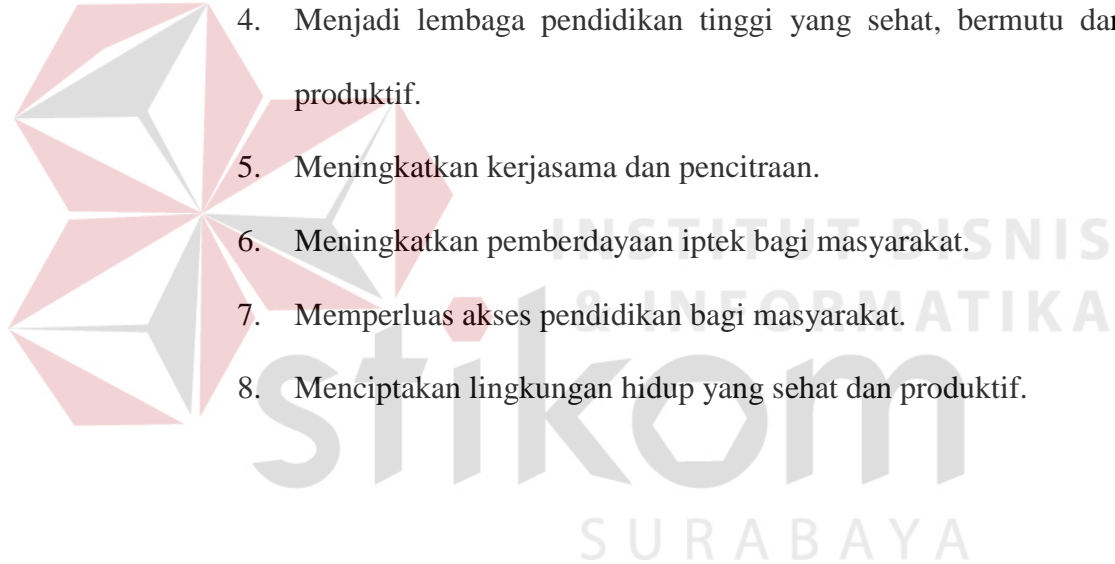 4. Menjadi lembaga pendidikan tinggi yang sehat, bermutu dan
produktif.
5. Meningkatkan kerjasama dan pencitraan.
6. Meningkatkan pemberdayaan iptek bagi masyarakat.
7. Memperluas akses pendidikan bagi masyarakat.
8. Menciptakan lingkungan hidup yang sehat dan produktif.
INSTITUT BISNIS
& INFORMATIKA
stikom
SURABAYA